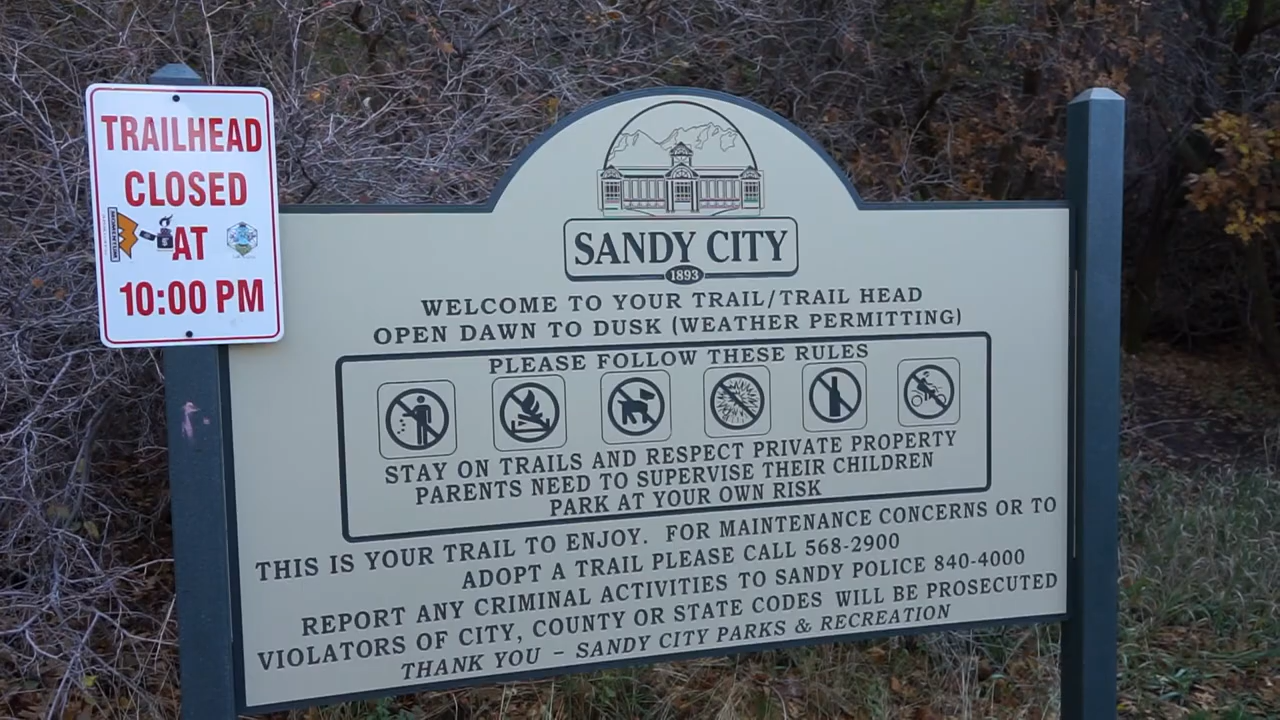 TRAILHEAD
CLOSED
AT
10:00 PM
SANDY CITY
1893
WELCOME TO YOUR TRAIL/TRAIL HEAD
OPEN DAWN TO DUSK (WEATHER PERMITTING)
PLEASE FOLLOW THESE RULES
STAY ON TRAILS AND RESPECT PRIVATE PROPERTY
PARENTS NEED TO SUPERVISE THEIR CHILDREN
PARK AT YOUR OWN RISK
THIS IS YOUR TRAIL TO ENJOY. FOR MAINTENANCE CONCERNS OR TO
ADOPT A TRAIL PLEASE CALL 568-2900
REPORT ANY CRIMINAL ACTIVITIES TO SANDY POLICE 840-4000
VIOLATORS OF CITY, COUNTY OR STATE CODES WILL BE PROSECUTED
THANK YOU - SANDY CITY PARKS & RECREATION